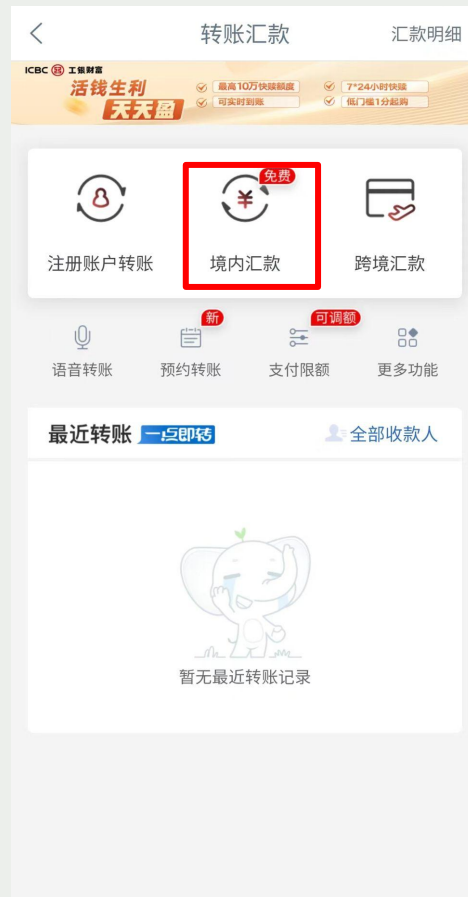 转账汇款 汇款明细
ICBC 工银财富
活钱生利 最高10万快赎额度 7*24小时快赎
天天盈 可实时到账 低门槛1分起购
免费
注册账户转账 境内汇款 跨境汇款
新 可调额
语音转账 预约转账 支付限额 更多功能
最近转账 一点即转 全部收款人
暂无最近转账记录